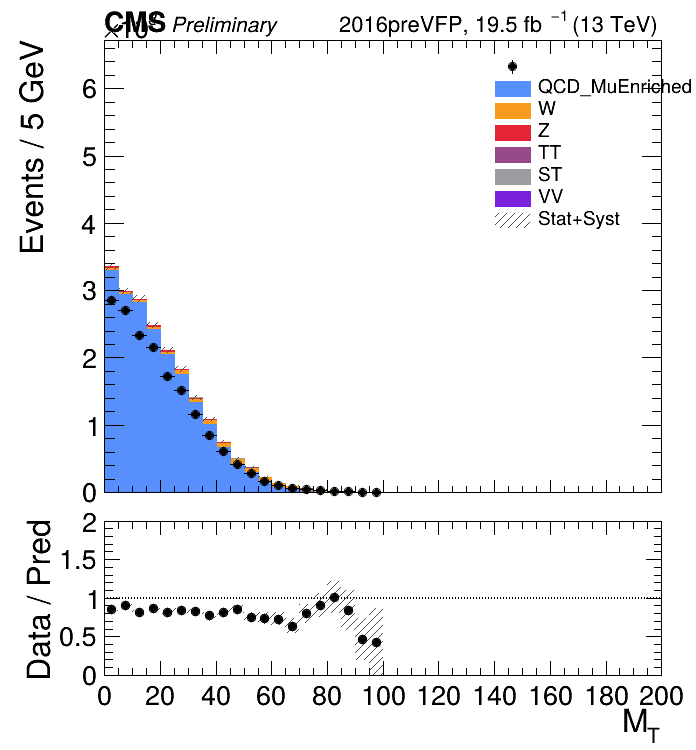 CMS Preliminary 2016preVFP, 19.5 fb⁻¹ (13 TeV)
Events / 5 GeV
6
5
4
3
2
1
0
QCD_MuEnriched
W
Z
TT
ST
VV
Stat+Syst
Data / Pred
2
1.5
1
0.5
0
0 20 40 60 80 100 120 140 160 180 200
M_T